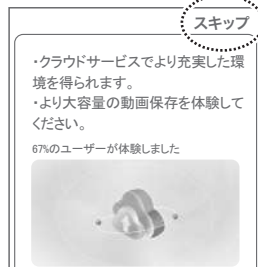 スキップ
・クラウドサービスでより充実した環
境を得られます。
・より大容量の動画保存を体験して
ください。
67%のユーザーが体験しました